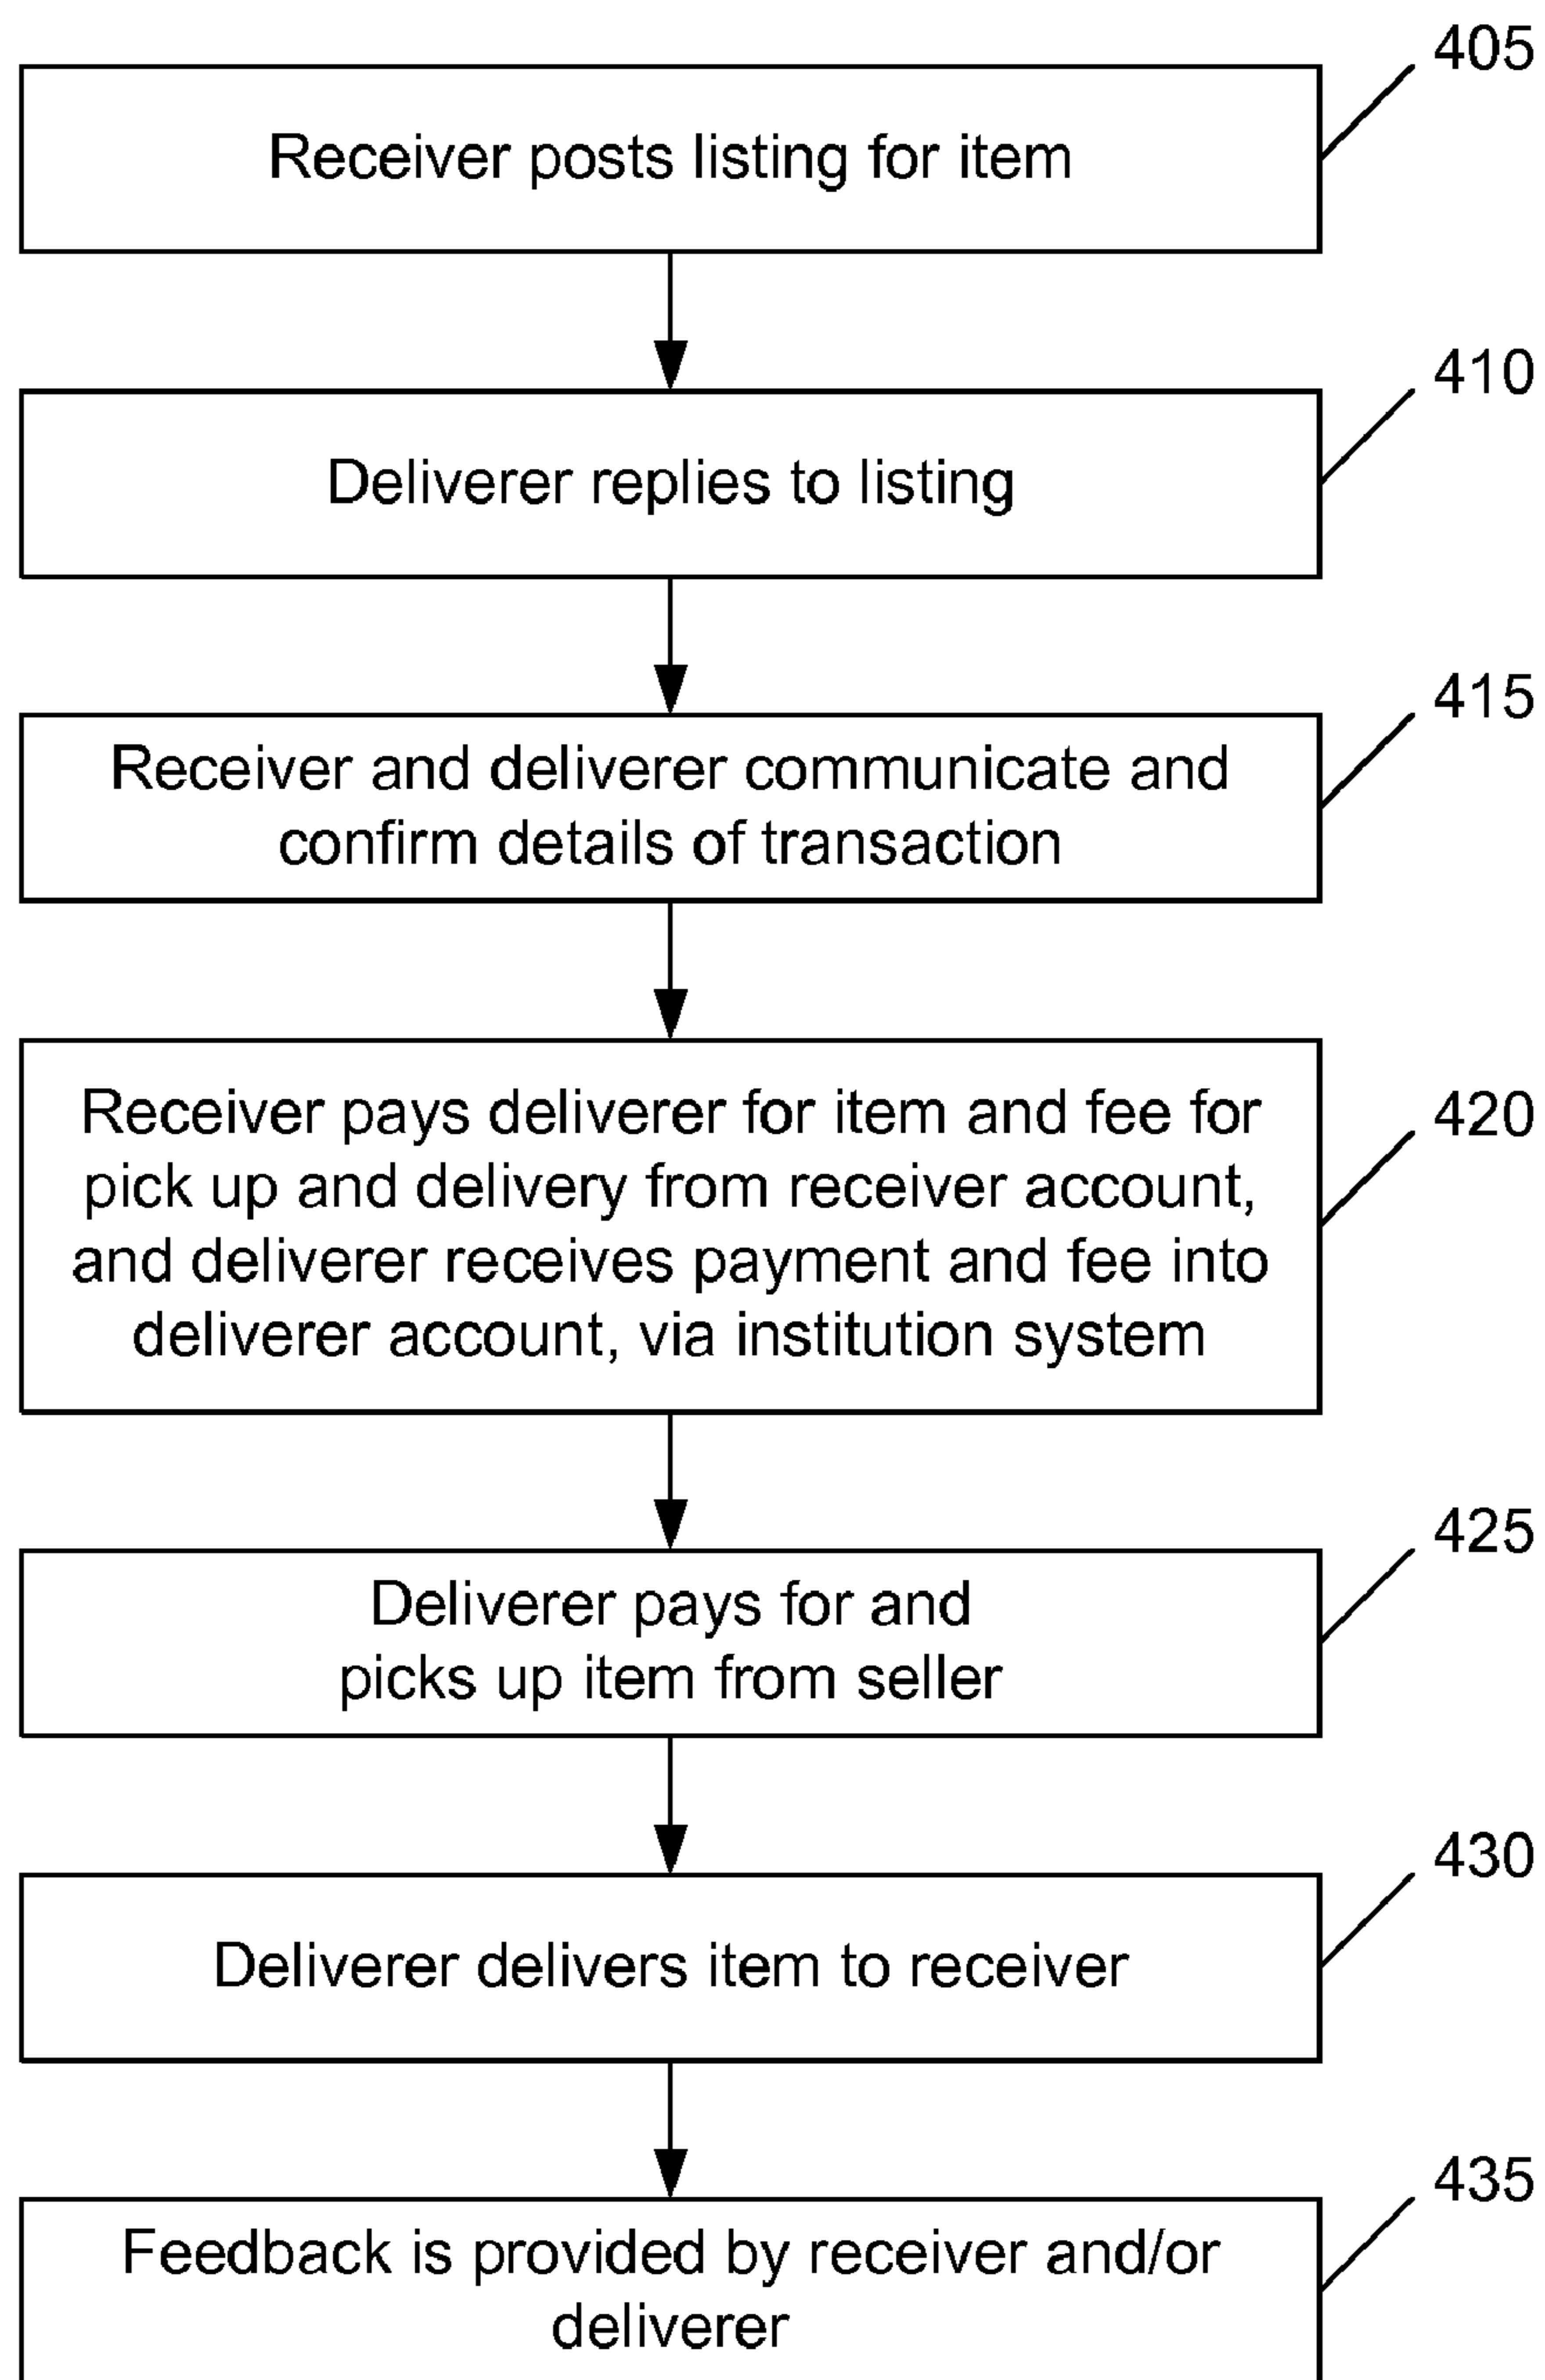 405
Receiver posts listing for item
410
Deliverer replies to listing
415
Receiver and deliverer communicate and
confirm details of transaction
420
Receiver pays deliverer for item and fee for
pick up and delivery from receiver account,
and deliverer receives payment and fee into
deliverer account, via institution system
425
Deliverer pays for and
picks up item from seller
430
Deliverer delivers item to receiver
435
Feedback is provided by receiver and/or
deliverer